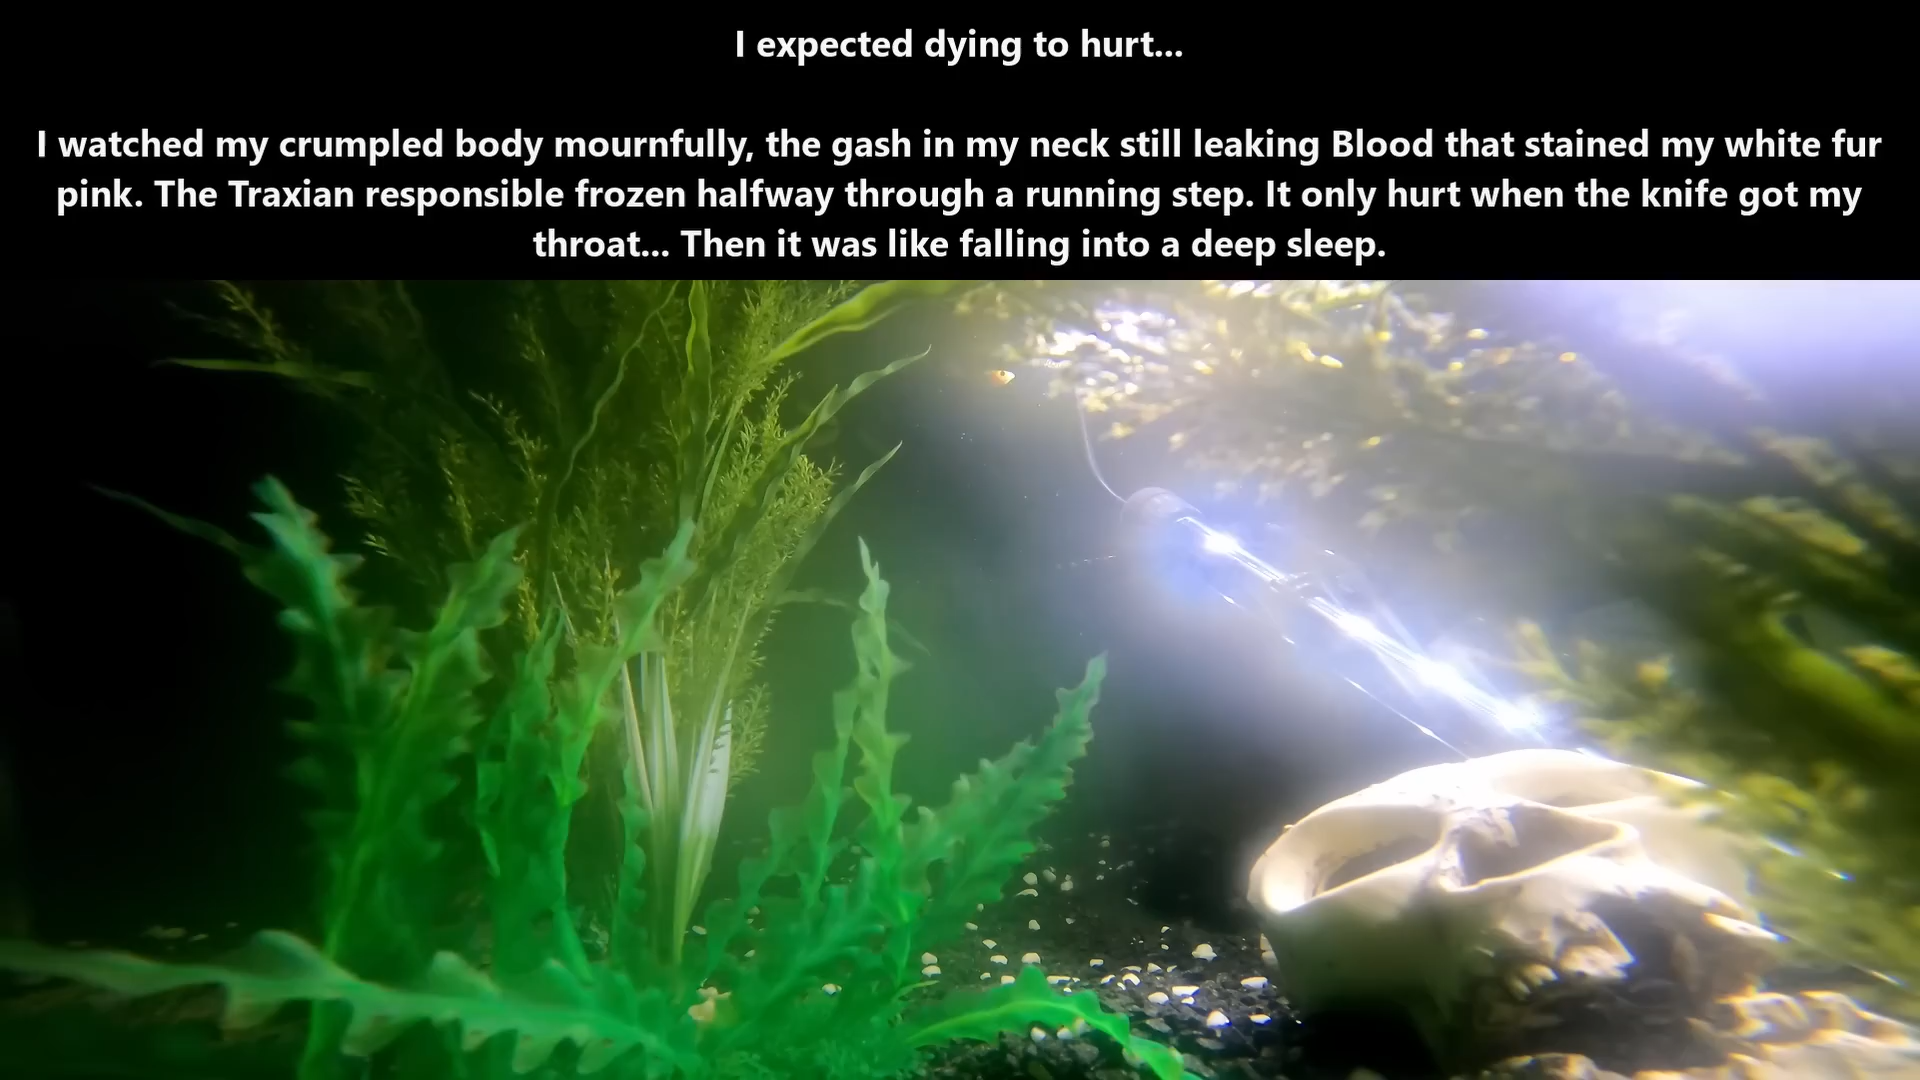 I expected dying to hurt...
I watched my crumpled body mournfully, the gash in my neck still leaking Blood that stained my white fur
pink. The Traxian responsible frozen halfway through a running step. It only hurt when the knife got my
throat... Then it was like falling into a deep sleep.